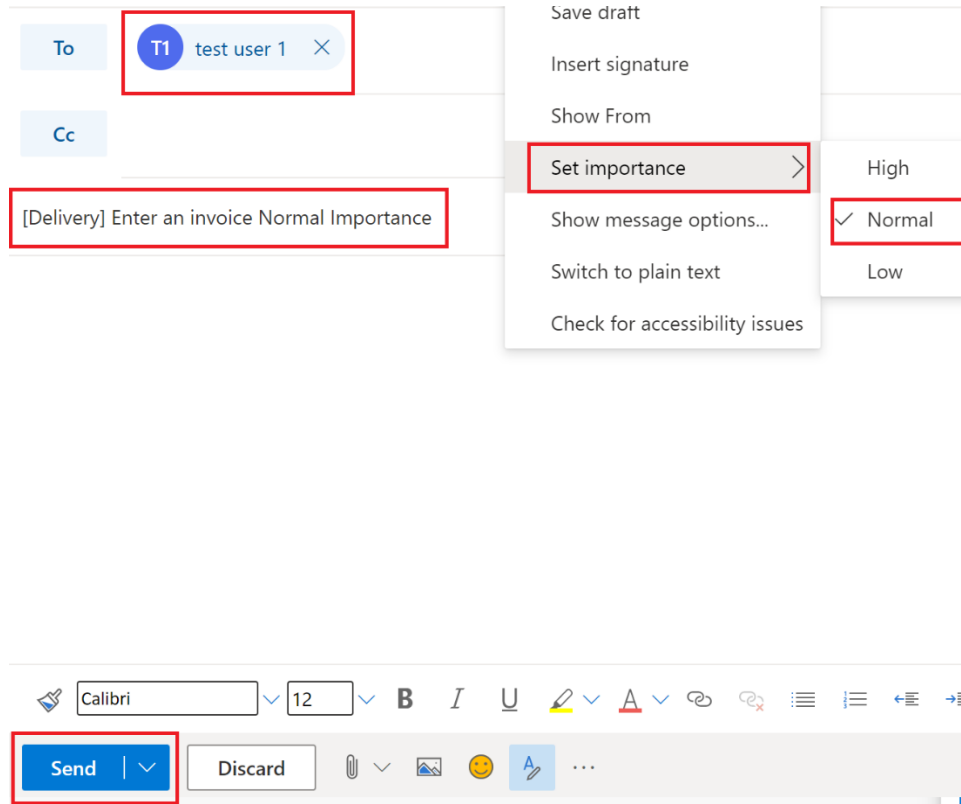 Save draft
To
T1
test user 1
Insert signature
Show From
Cc
Set importance
High
[Delivery] Enter an invoice Normal Importance
Show message options...
Normal
Switch to plain text
Low
Check for accessibility issues
Calibri
12
B
I
U
A
Send
Discard
A
...